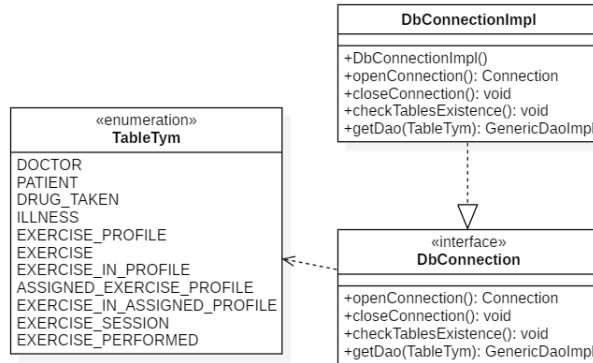 DbConnectionImpl
+DbConnectionImpl()
+openConnection(): Connection
+closeConnection(): void
+checkTablesExistence(): void
+getDao(TableTym): GenericDaoImpl
«enumeration»
TableTym
DOCTOR
PATIENT
DRUG_TAKEN
ILLNESS
EXERCISE_PROFILE
EXERCISE
EXERCISE_IN_PROFILE
ASSIGNED_EXERCISE_PROFILE
EXERCISE_IN_ASSIGNED_PROFILE
EXERCISE_SESSION
EXERCISE_PERFORMED
«interface»
DbConnection
+openConnection(): Connection
+closeConnection(): void
+checkTablesExistence(): void
+getDao(TableTym): GenericDaoImpl